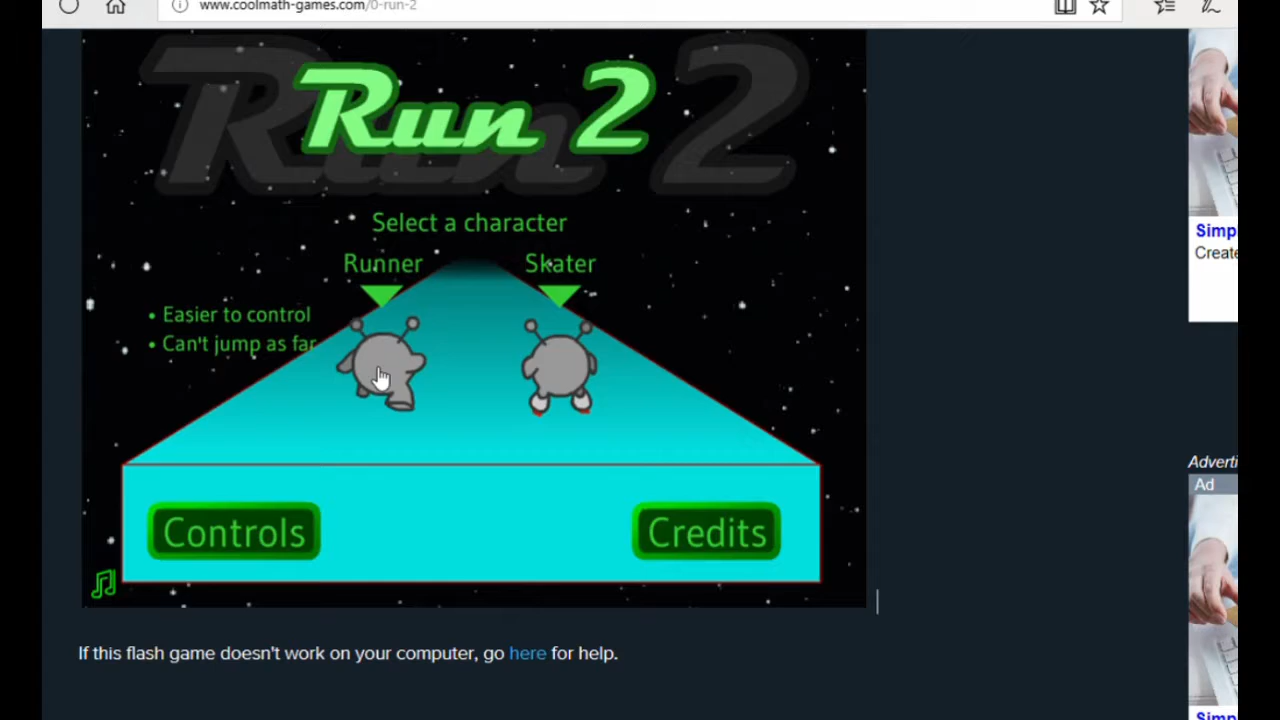 www.coolmath-games.com/0-run-2
Run 2
Select a character
Runner
Skater
• Easier to control
• Can't jump as far
Controls
Credits
If this flash game doesn't work on your computer, go here for help.
Simp
Create
Adverti
Ad
Simp